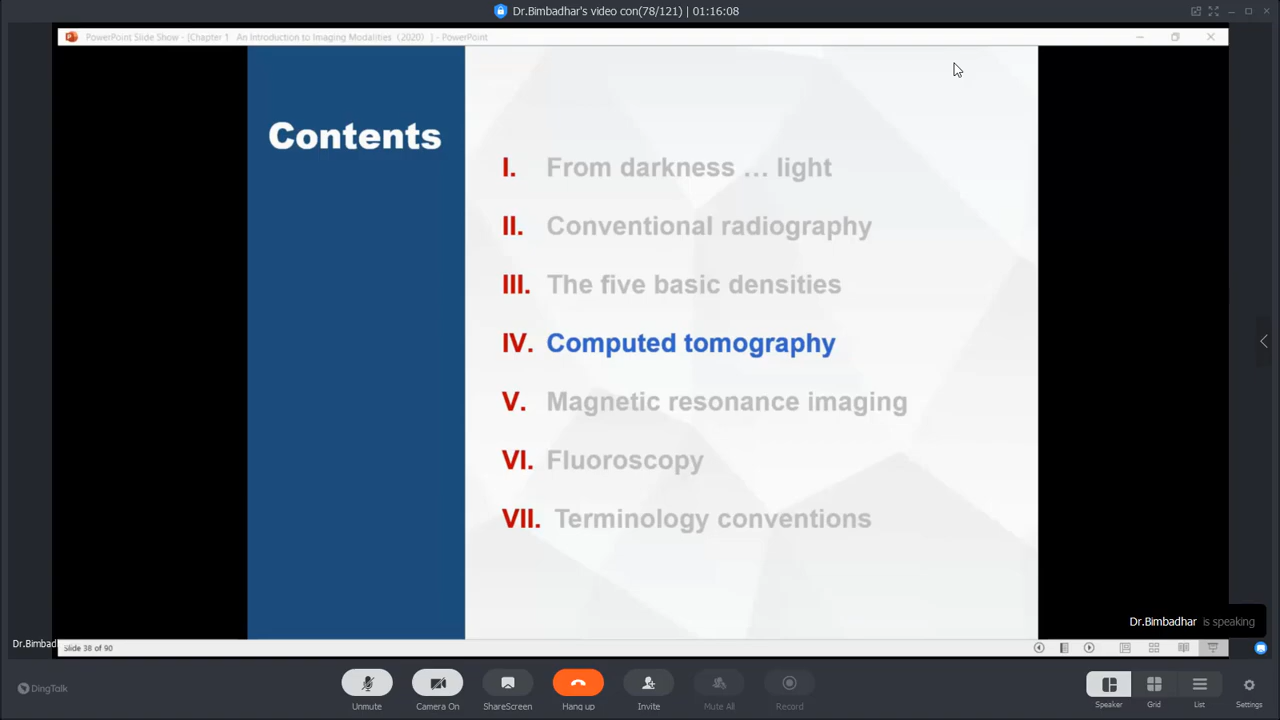 Dr.Bimbadhar's video con(78/121) | 01:16:08
PowerPoint Slide Show - [Chapter 1 An Introduction to Imaging Modalities（2020） ] - PowerPoint
Contents
I. From darkness … light
II. Conventional radiography
III. The five basic densities
IV. Computed tomography
V. Magnetic resonance imaging
VI. Fluoroscopy
VII. Terminology conventions
Dr.Bimbadhar is speaking
Dr.Bimbad
Slide 38 of 90
DingTalk
Unmute
Camera On
ShareScreen
Hang up
Invite
Mute All
Record
Speaker
Grid
List
Settings